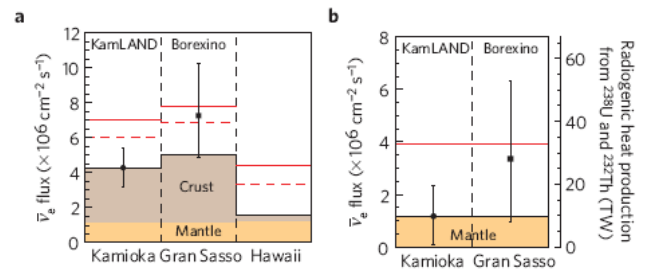 a
KamLAND Borexino
12
10
8
6
4
2
0
ν̄e flux (×106 cm−2 s−1)
Crust
Mantle
Kamioka Gran Sasso Hawaii
b
KamLAND Borexino
8
6
4
2
0
ν̄e flux (×106 cm−2 s−1)
Mantle
Kamioka Gran Sasso
60
40
20
0
Radiogenic heat production
from 238U and 232Th (TW)